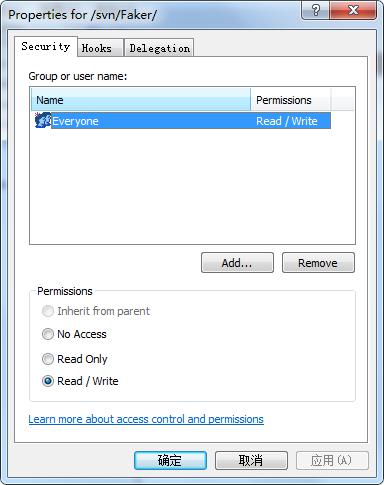 Properties for /svn/Faker/
Security Hooks Delegation
Group or user name:
Name Permissions
Everyone Read / Write
Add... Remove
Permissions
Inherit from parent
No Access
Read Only
Read / Write
Learn more about access control and permissions
确定 取消 应用(A)